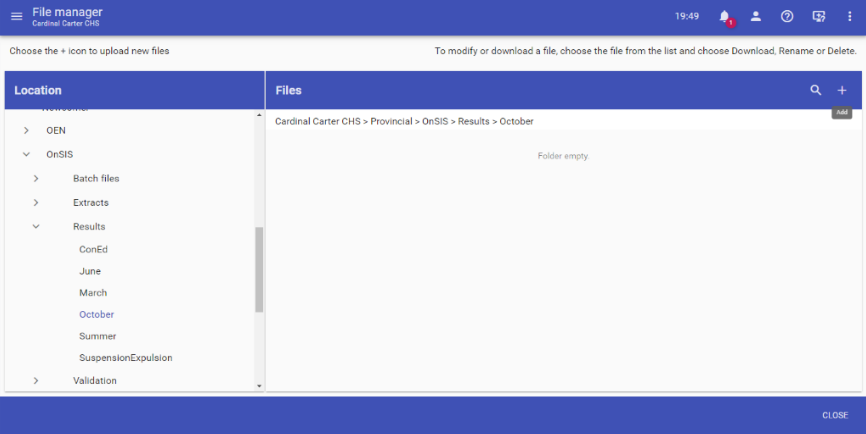 File manager
Cardinal Carter CHS
19:49
1
Choose the + icon to upload new files
To modify or download a file, choose the file from the list and choose Download, Rename or Delete.
Location
OEN
OnSIS
Batch files
Extracts
Results
ConEd
June
March
October
Summer
SuspensionExpulsion
Validation
Files
Add
Cardinal Carter CHS > Provincial > OnSIS > Results > October
Folder empty.
CLOSE